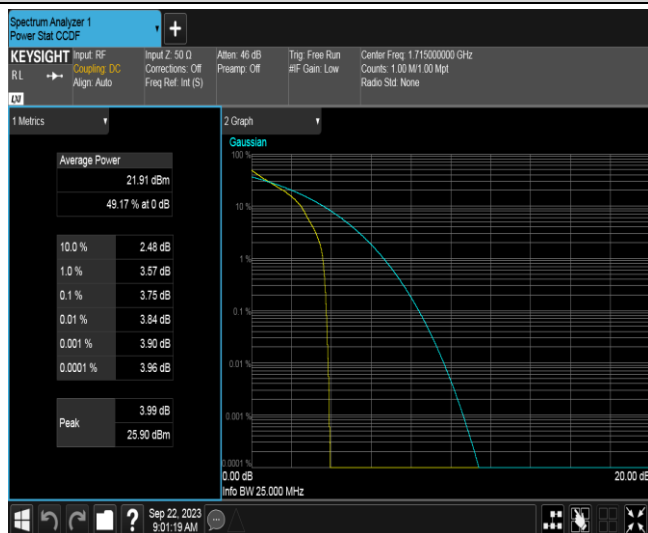 Spectrum Analyzer 1
Power Stat CCDF
KEYSIGHT
RL
LXI
Input: RF
Coupling: DC
Align: Auto
Input Z: 50 Ω
Corrections: Off
Freq Ref: Int (S)
Atten: 46 dB
Preamp: Off
Trig: Free Run
#IF Gain: Low
Center Freq: 1.715000000 GHz
Counts: 1.00 M/1.00 Mpt
Radio Std: None
1 Metrics
Average Power
21.91 dBm
49.17 % at 0 dB
10.0 % 2.48 dB
1.0 % 3.57 dB
0.1 % 3.75 dB
0.01 % 3.84 dB
0.001 % 3.90 dB
0.0001 % 3.96 dB
Peak
3.99 dB
25.90 dBm
2 Graph
Gaussian
100 %
10 %
1 %
0.1 %
0.01 %
0.001 %
0.0001 %
0.00 dB
20.00 dB
Info BW 25.000 MHz
Sep 22, 2023
9:01:19 AM